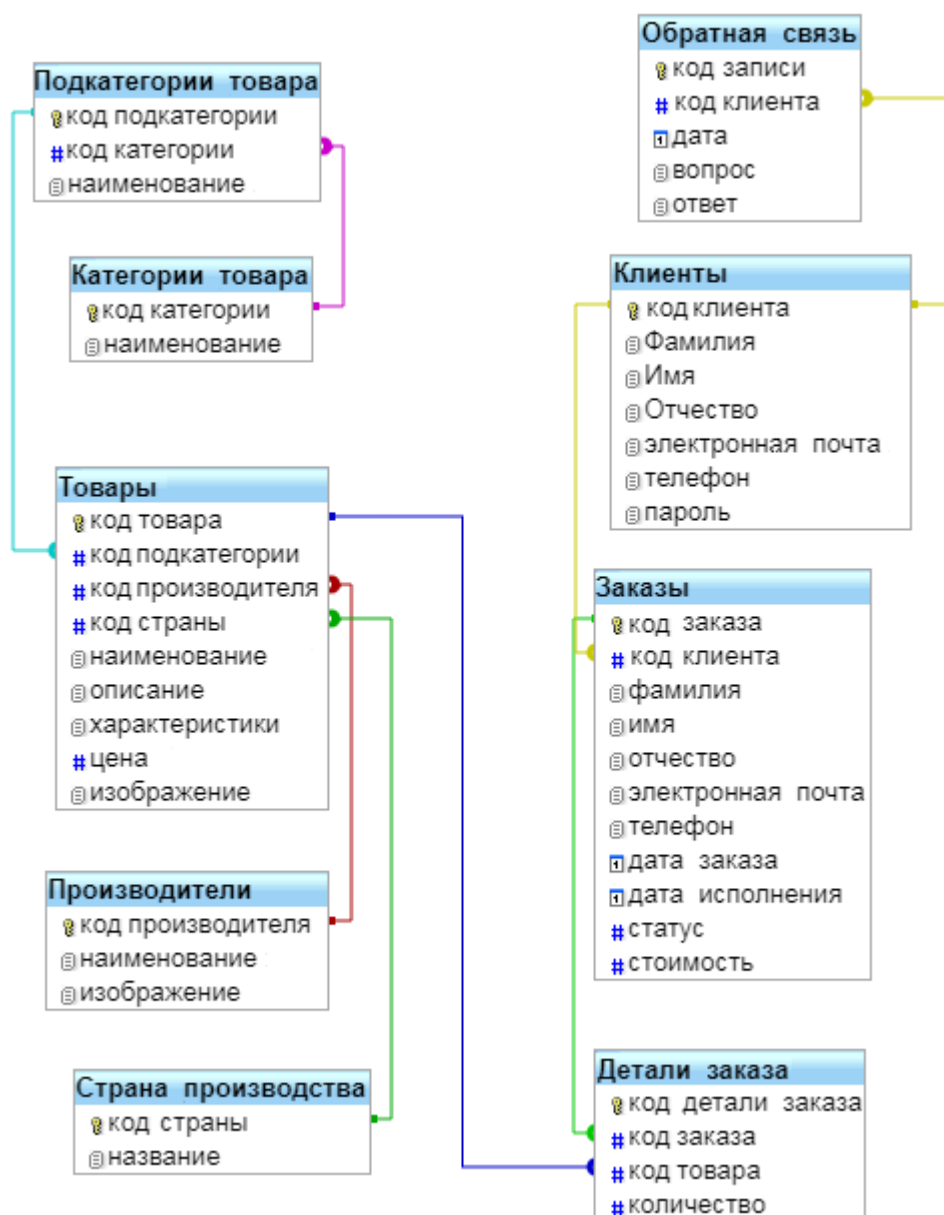 Подкатегории товара
код подкатегории
#код категории
наименование
Категории товара
код категории
наименование
Товары
код товара
#код подкатегории
#код производителя
#код страны
наименование
описание
характеристики
#цена
изображение
Производители
код производителя
наименование
изображение
Страна производства
код страны
название
Обратная связь
код записи
# код клиента
дата
вопрос
ответ
Клиенты
код клиента
Фамилия
Имя
Отчество
электронная почта
телефон
пароль
Заказы
код заказа
# код клиента
фамилия
имя
отчество
электронная почта
телефон
дата заказа
дата исполнения
#статус
#стоимость
Детали заказа
код детали заказа
#код заказа
#код товара
#количество